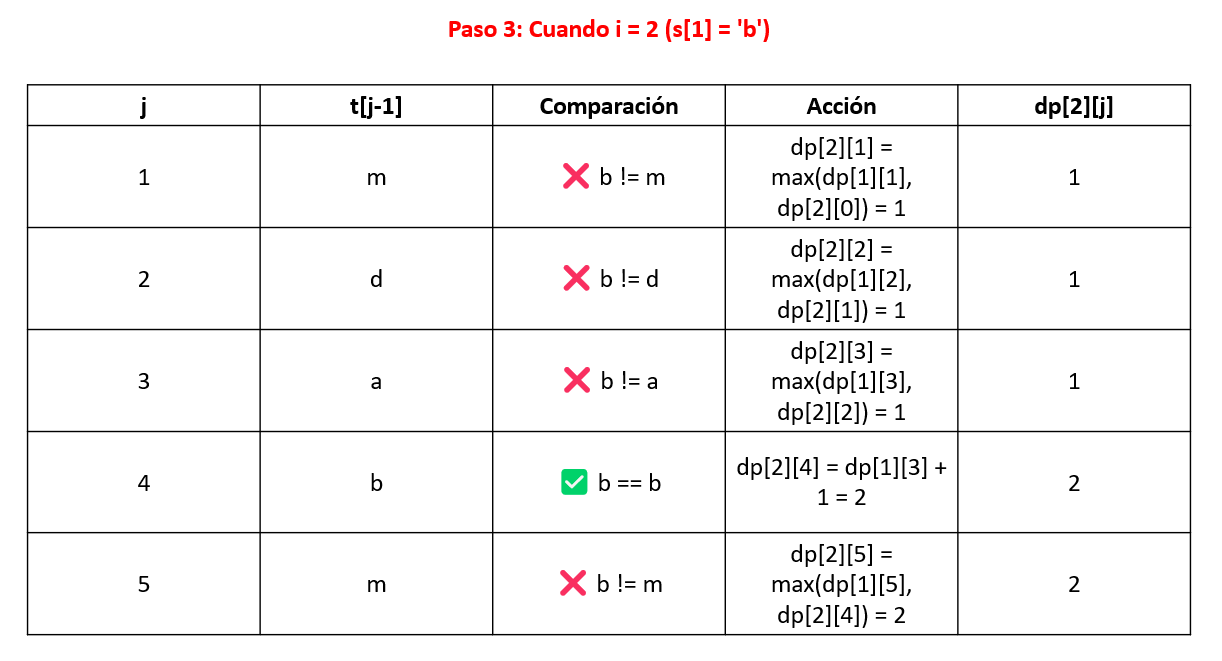 Paso 3: Cuando i = 2 (s[1] = 'b')
j t[j-1] Comparación Acción dp[2][j]
1 m ❌ b != m dp[2][1] =
max(dp[1][1],
dp[2][0]) = 1 1
2 d ❌ b != d dp[2][2] =
max(dp[1][2],
dp[2][1]) = 1 1
3 a ❌ b != a dp[2][3] =
max(dp[1][3],
dp[2][2]) = 1 1
4 b ✅ b == b dp[2][4] = dp[1][3] +
1 = 2 2
5 m ❌ b != m dp[2][5] =
max(dp[1][5],
dp[2][4]) = 2 2